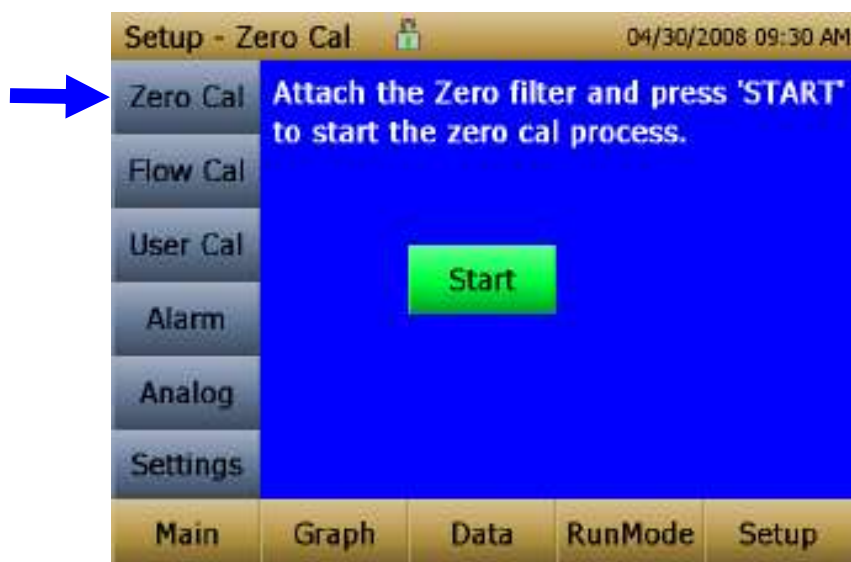 Setup - Zero Cal 04/30/2008 09:30 AM
Zero Cal
Flow Cal
User Cal
Alarm
Analog
Settings
Attach the Zero filter and press 'START'
to start the zero cal process.
Start
Main Graph Data RunMode Setup